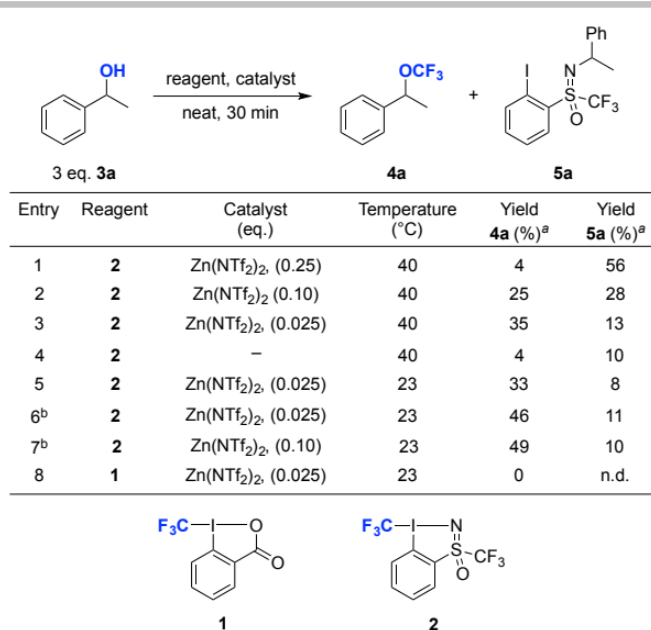 Ph
OH
reagent, catalyst
OCF3
I
N
neat, 30 min
+
S
CF3
O
3 eq. 3a
4a
5a
Entry Reagent Catalyst (eq.) Temperature (°C) Yield 4a (%)a Yield 5a (%)a
1 2 Zn(NTf2)2, (0.25) 40 4 56
2 2 Zn(NTf2)2 (0.10) 40 25 28
3 2 Zn(NTf2)2, (0.025) 40 35 13
4 2 – 40 4 10
5 2 Zn(NTf2)2, (0.025) 23 33 8
6b 2 Zn(NTf2)2, (0.025) 23 46 11
7b 2 Zn(NTf2)2, (0.10) 23 49 10
8 1 Zn(NTf2)2, (0.025) 23 0 n.d.
F3C I O
O
F3C I N
S CF3
O
1
2